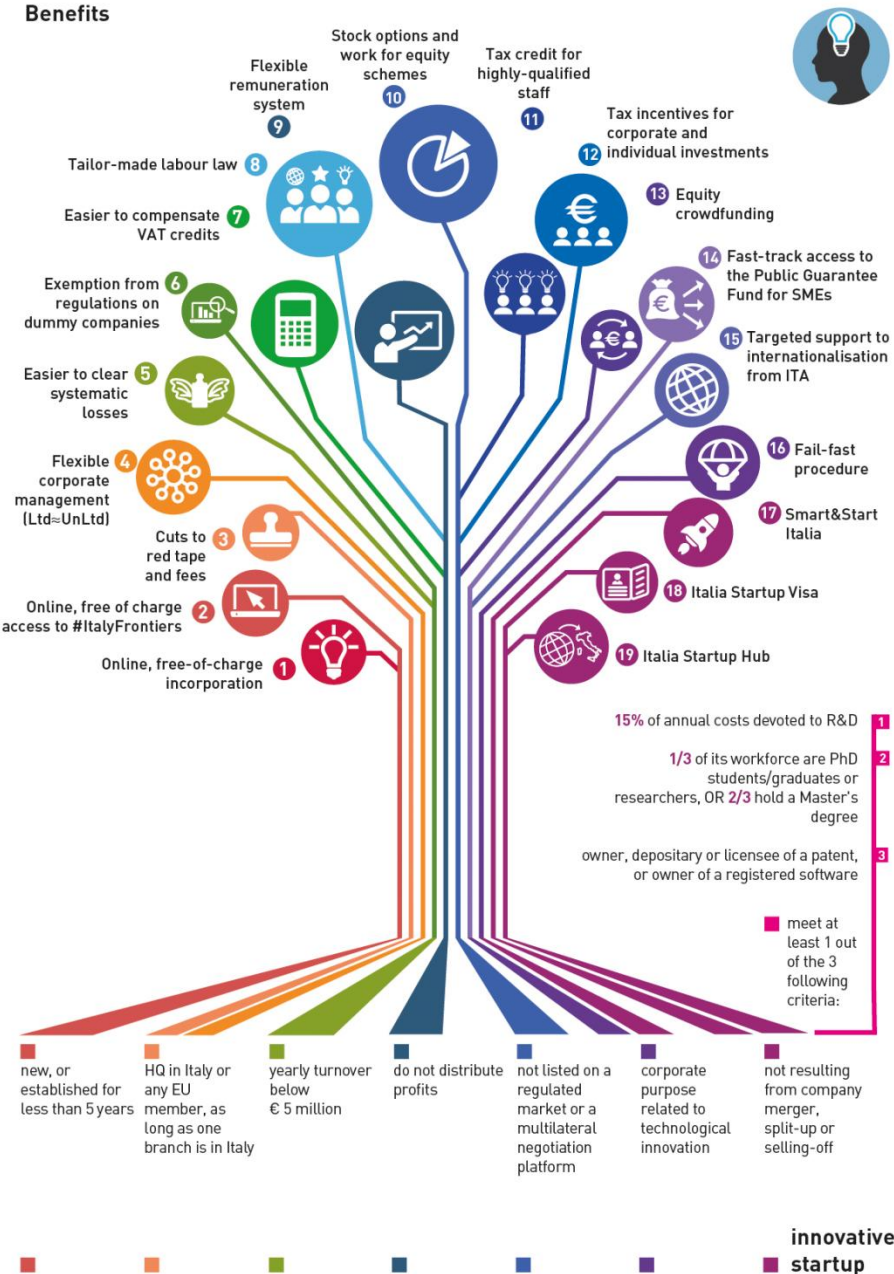 Benefits
Stock options and
work for equity
schemes
10
Flexible
remuneration
system
9
Tax credit for
highly-qualified
staff
11
Tailor-made labour law 8
Tax incentives for
corporate and
12 individual investments
Easier to compensate 7
VAT credits
13 Equity
crowdfunding
Exemption from 6
regulations on
dummy companies
14 Fast-track access to
the Public Guarantee
Fund for SMEs
Easier to clear 5
systematic
losses
15 Targeted support to
internationalisation
from ITA
Flexible 4
corporate
management
(Ltd≈UnLtd)
16 Fail-fast
procedure
Cuts to 3
red tape
and fees
17 Smart&Start
Italia
Online, free of charge 2
access to #ItalyFrontiers
18 Italia Startup Visa
Online, free-of-charge 1
incorporation
19 Italia Startup Hub
€
€
€
15% of annual costs devoted to R&D 1
1/3 of its workforce are PhD 2
students/graduates or
researchers, OR 2/3 hold a Master's
degree
owner, depositary or licensee of a patent, 3
or owner of a registered software
meet at
least 1 out
of the 3
following
criteria:
new, or
established for
less than 5 years
HQ in Italy or
any EU
member, as
long as one
branch is in Italy
yearly turnover
below
€ 5 million
do not distribute
profits
not listed on a
regulated
market or a
multilateral
negotiation
platform
corporate
purpose
related to
technological
innovation
not resulting
from company
merger,
split-up or
selling-off
innovative
startup